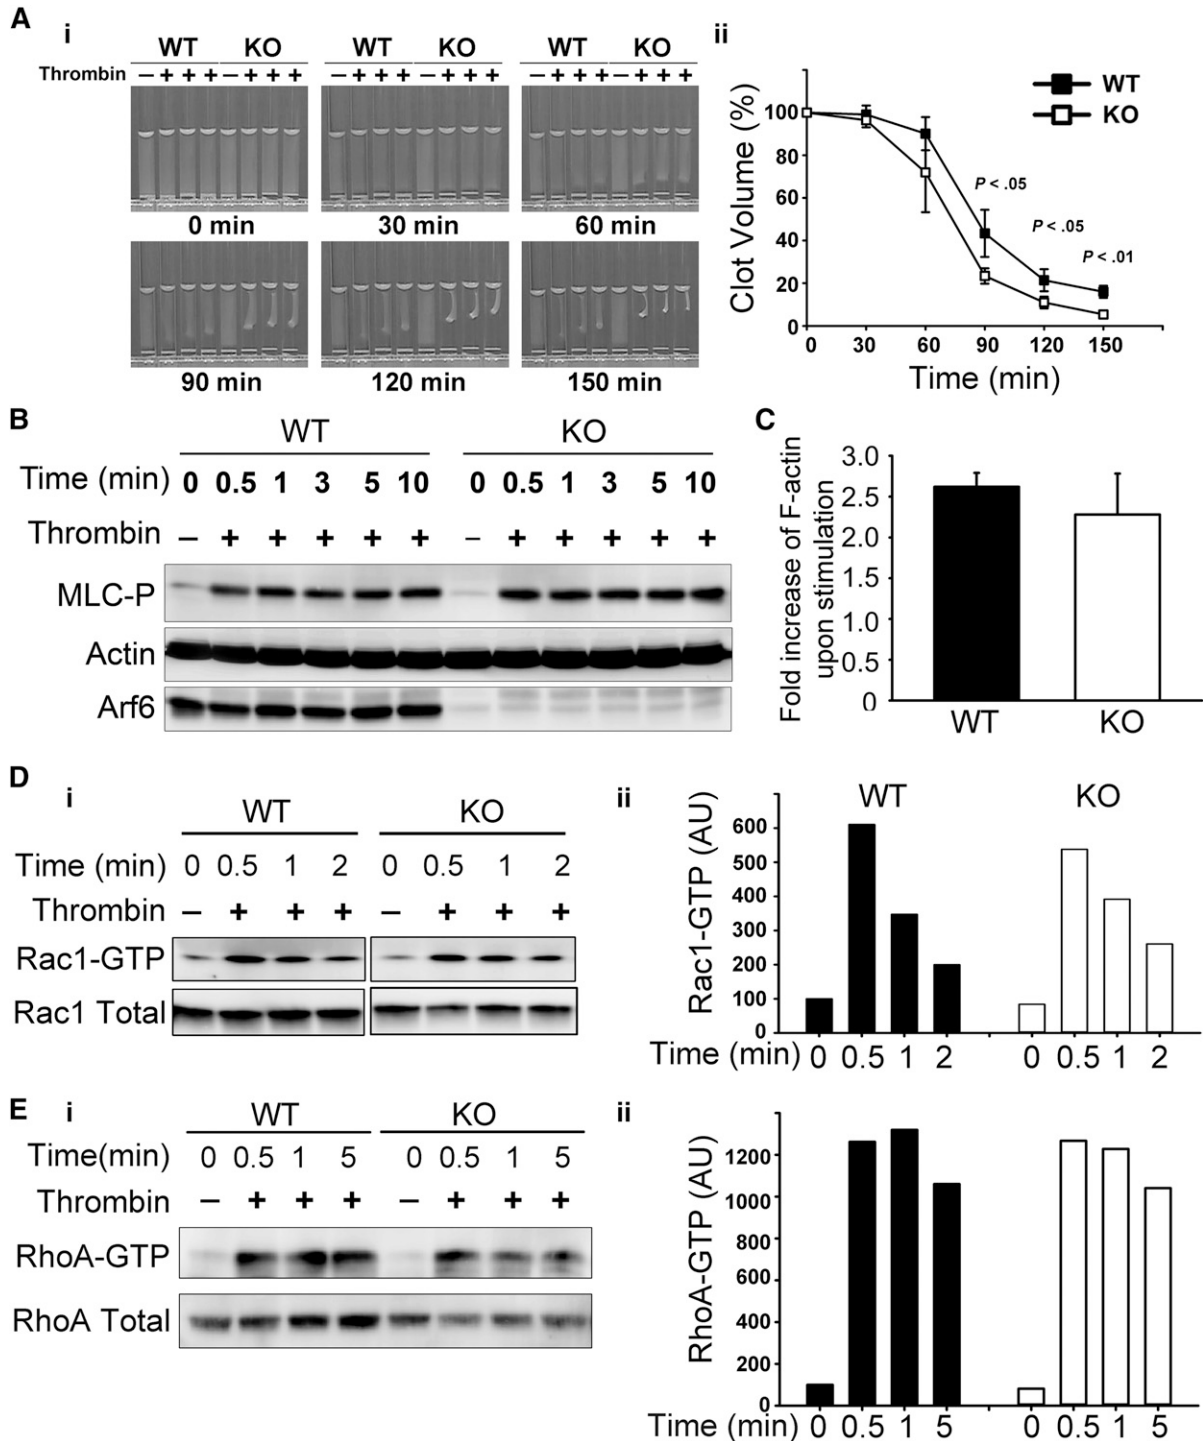 A
i
WT KO WT KO WT KO
Thrombin – + + + – + + + – + + + – + + + – + + + – + + +
0 min 30 min 60 min
90 min 120 min 150 min
ii
Clot Volume (%)
100
80
60
40
20
0
WT
KO
P < .05
P < .05
P < .01
0 30 60 90 120 150
Time (min)
B
WT KO
Time (min) 0 0.5 1 3 5 10 0 0.5 1 3 5 10
Thrombin – + + + + + – + + + + +
MLC-P
Actin
Arf6
C
Fold increase of F-actin
upon stimulation
3.0
2.5
2.0
1.5
1.0
0.5
0
WT KO
D
i
WT KO
Time (min) 0 0.5 1 2 0 0.5 1 2
Thrombin – + + + – + + +
Rac1-GTP
Rac1 Total
ii
WT KO
Rac1-GTP (AU)
600
500
400
300
200
100
0
Time (min) 0 0.5 1 2 0 0.5 1 2
E
i
WT KO
Time(min) 0 0.5 1 5 0 0.5 1 5
Thrombin – + + + – + + +
RhoA-GTP
RhoA Total
ii
RhoA-GTP (AU)
1200
1000
800
600
400
200
0
Time (min) 0 0.5 1 5 0 0.5 1 5